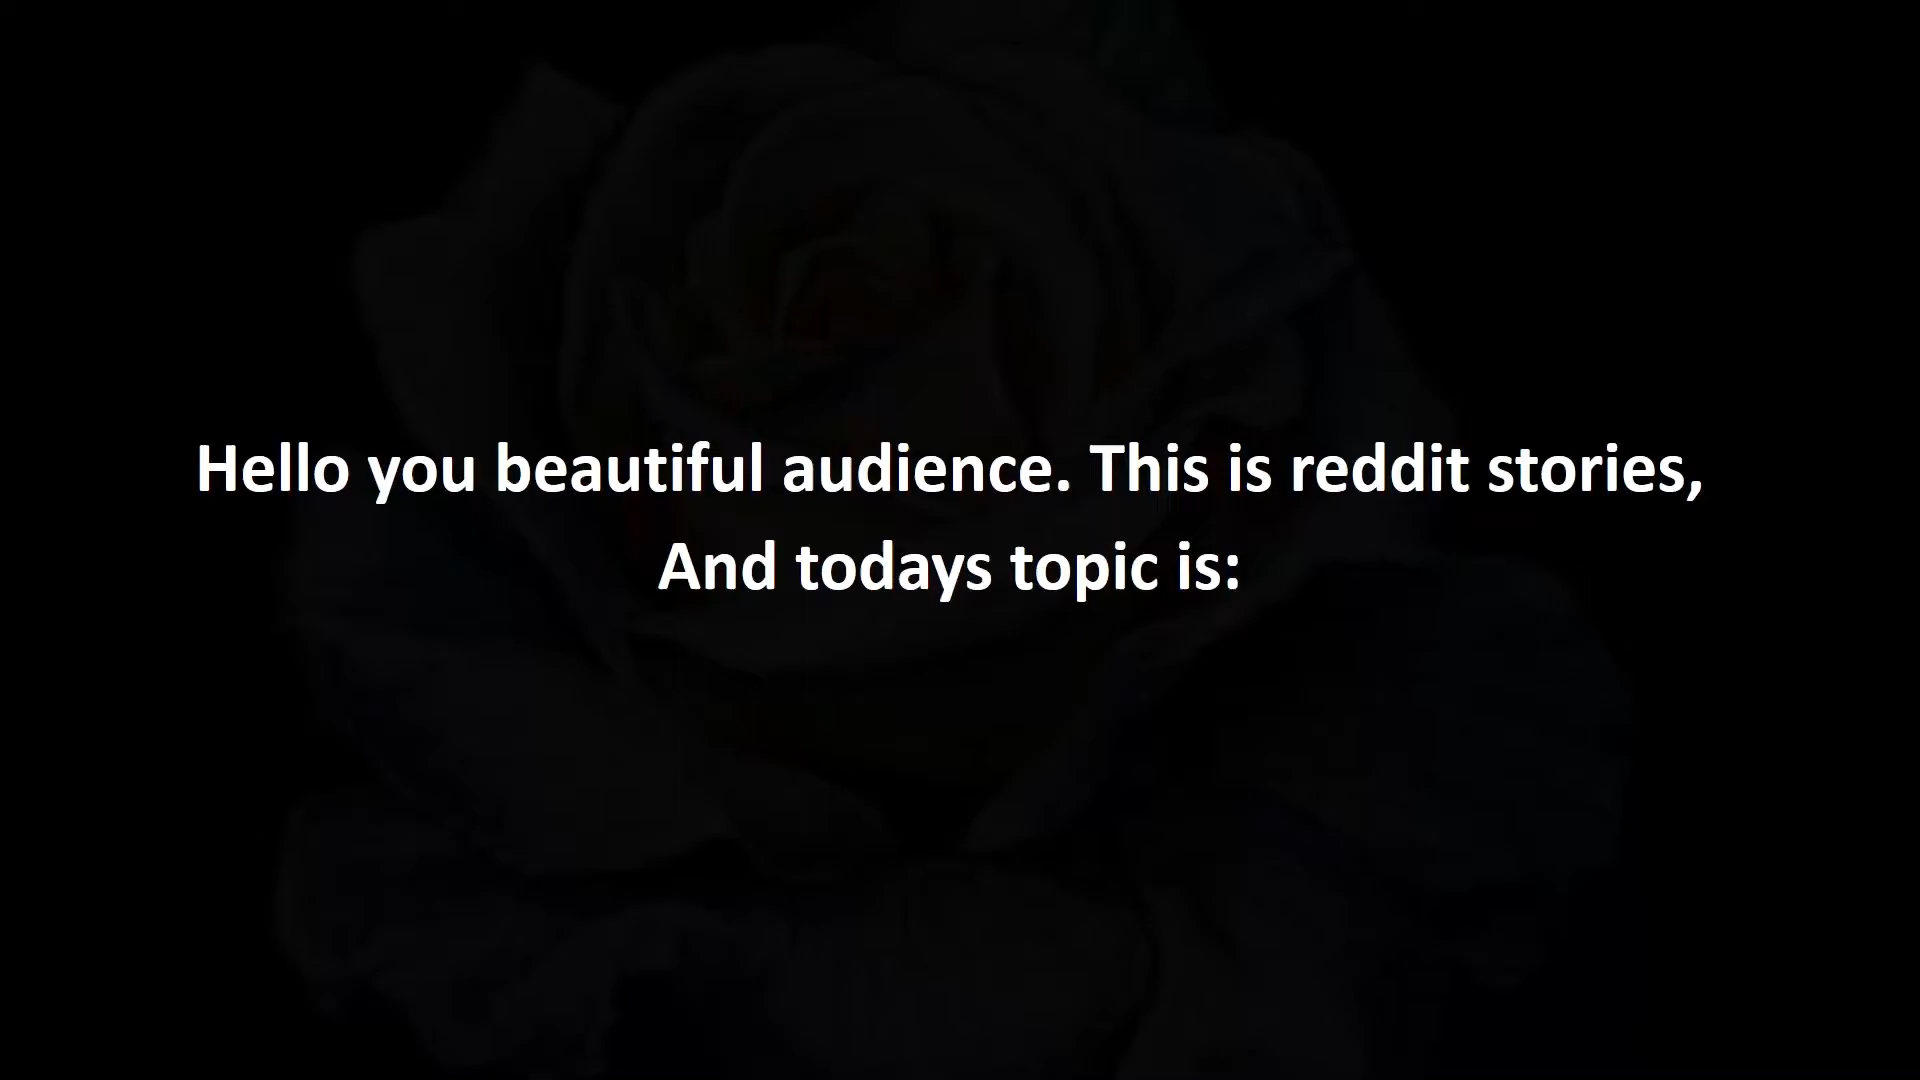 Hello you beautiful audience. This is reddit stories,
And todays topic is: